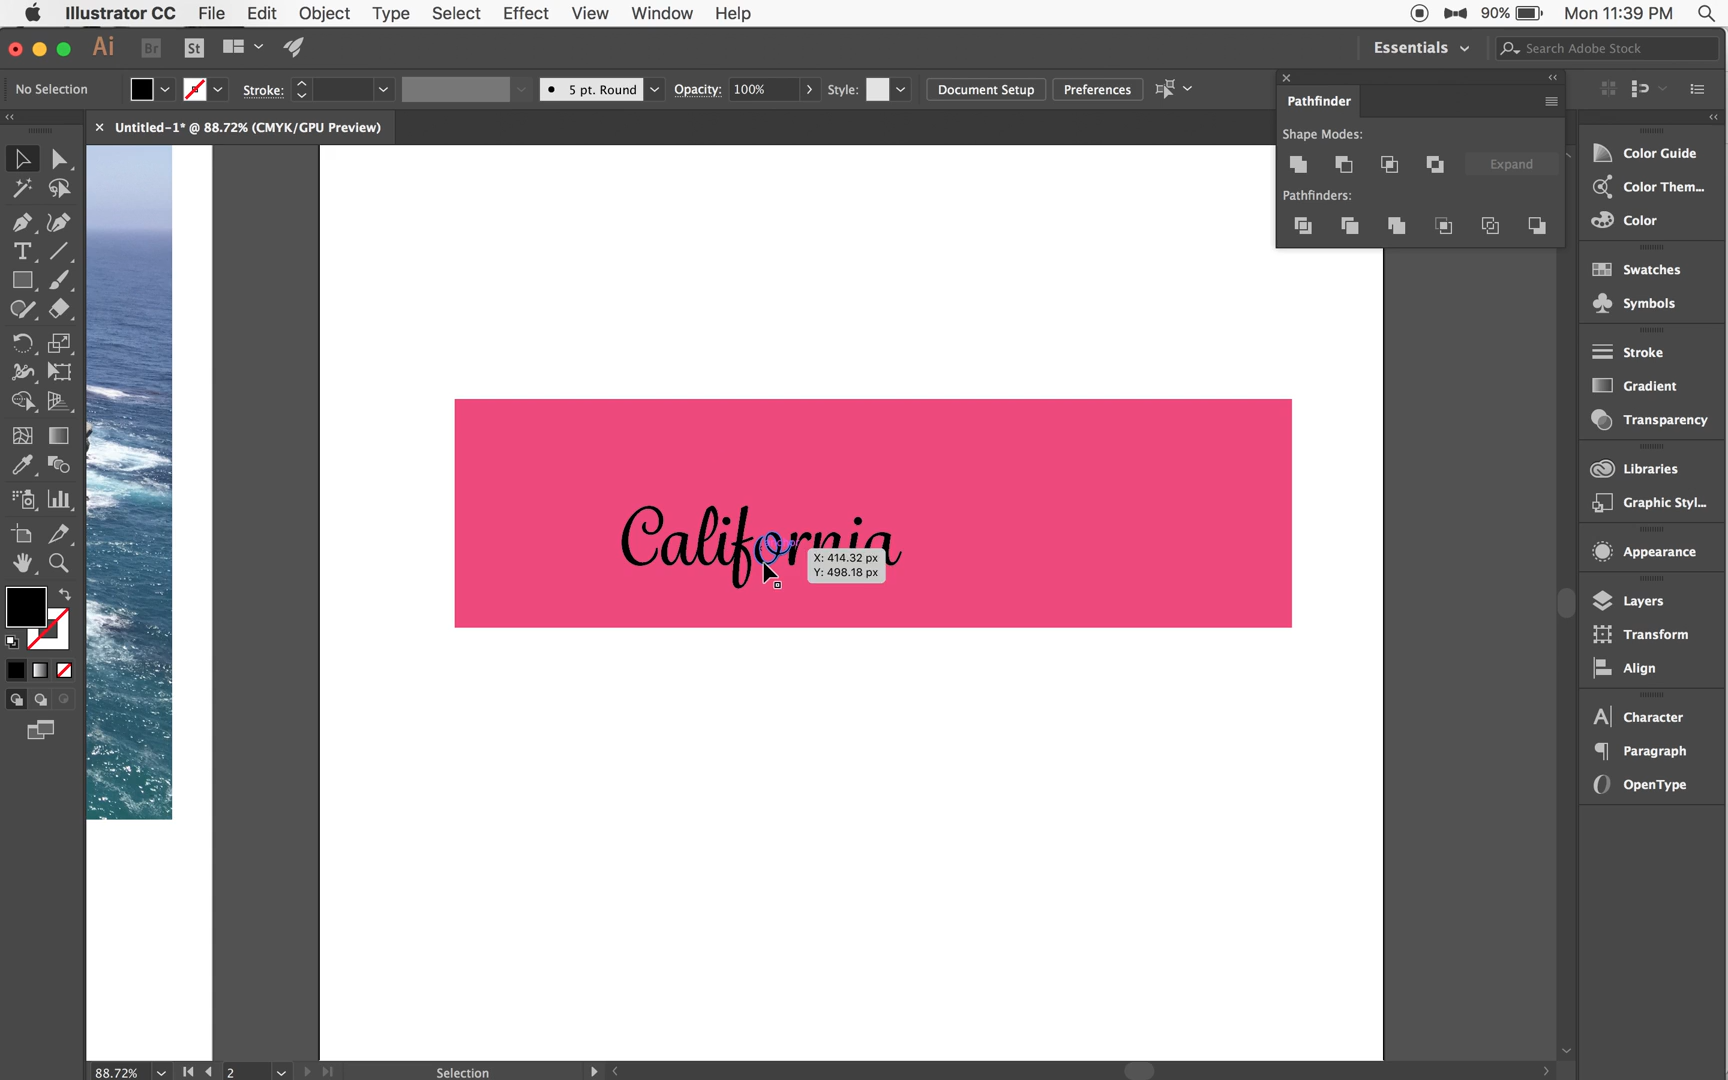 Illustrator CC File Edit Object Type Select Effect View Window Help 90% Mon 11:39 PM
Ai Br St Essentials Search Adobe Stock
No Selection Stroke: 5 pt. Round Opacity: 100% Style: Document Setup Preferences
Pathfinder
Untitled-1* @ 88.72% (CMYK/GPU Preview)
Shape Modes:
Expand
Pathfinders:
Color Guide
Color Them...
Color
Swatches
Symbols
Stroke
Gradient
Transparency
Libraries
Graphic Styl...
Appearance
Layers
Transform
Align
Character
Paragraph
OpenType
California
X: 414.32 px
Y: 498.18 px
88.72% 2 Selection